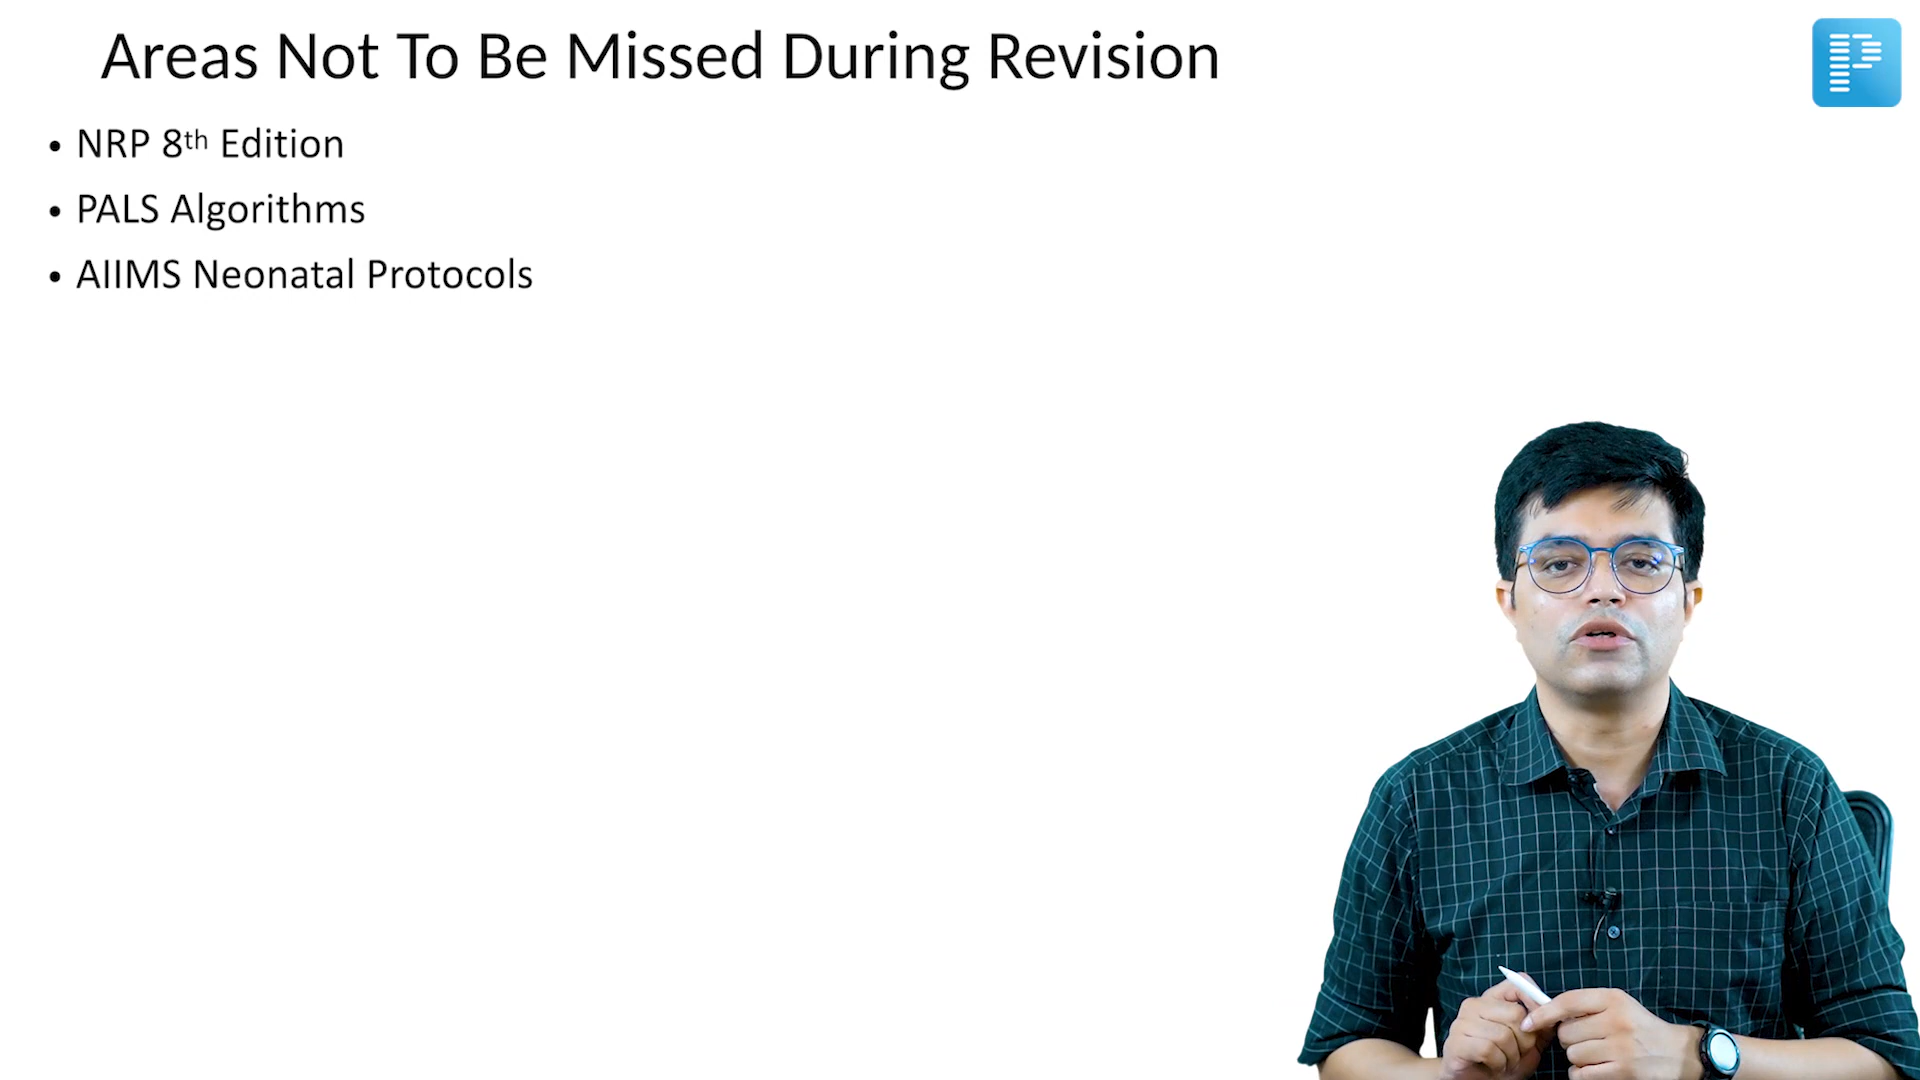 Areas Not To Be Missed During Revision
• NRP 8th Edition
• PALS Algorithms
• AIIMS Neonatal Protocols